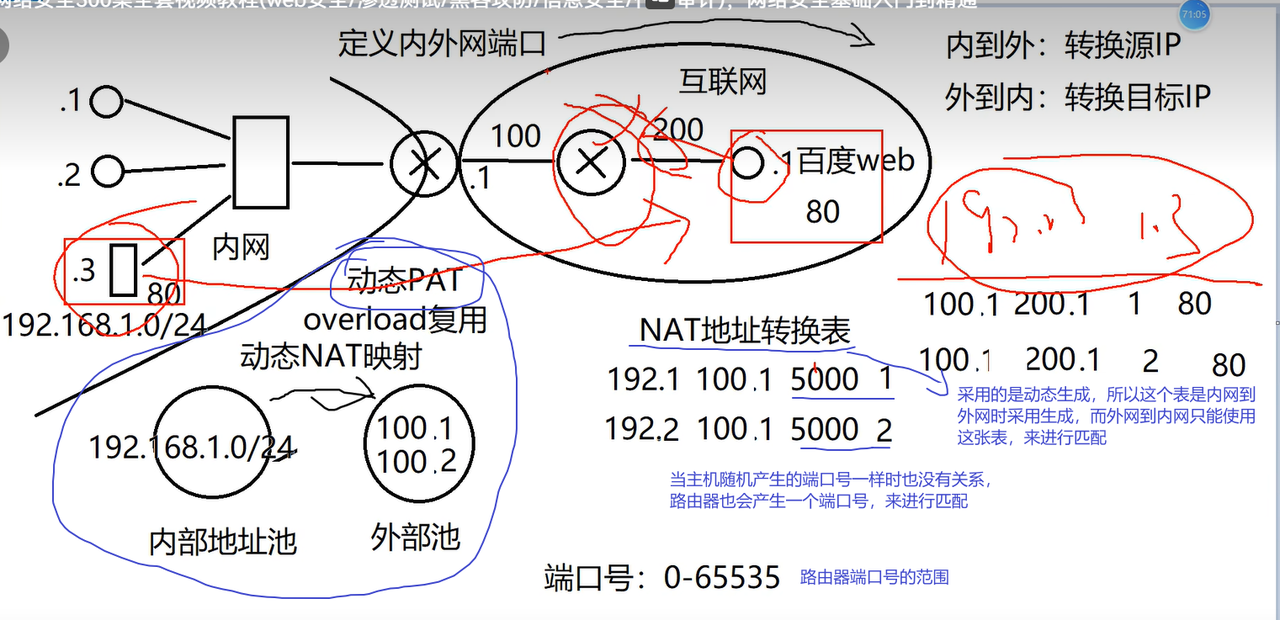 网络安全300集全套视频教程(web安全/渗透测试/黑客攻防/信息安全/
审计)，网络安全基础入门到精通
71:05
定义内外网端口
内到外：转换源IP
外到内：转换目标IP
互联网
.1
.2
.3
80
内网
192.168.1.0/24
100
.1
200
.1百度web
80
动态PAT
overload复用
动态NAT映射
192.168.1.0/24
100.1
100.2
内部地址池
外部池
NAT地址转换表
192.1 100.1 5000 1
192.2 100.1 5000 2
1.3
100.1 200.1 1 80
100.1 200.1 2 80
采用的是动态生成，所以这个表是内网到
外网时采用生成，而外网到内网只能使用
这张表，来进行匹配
当主机随机产生的端口号一样时也没有关系，
路由器也会产生一个端口号，来进行匹配
端口号：0-65535
路由器端口号的范围